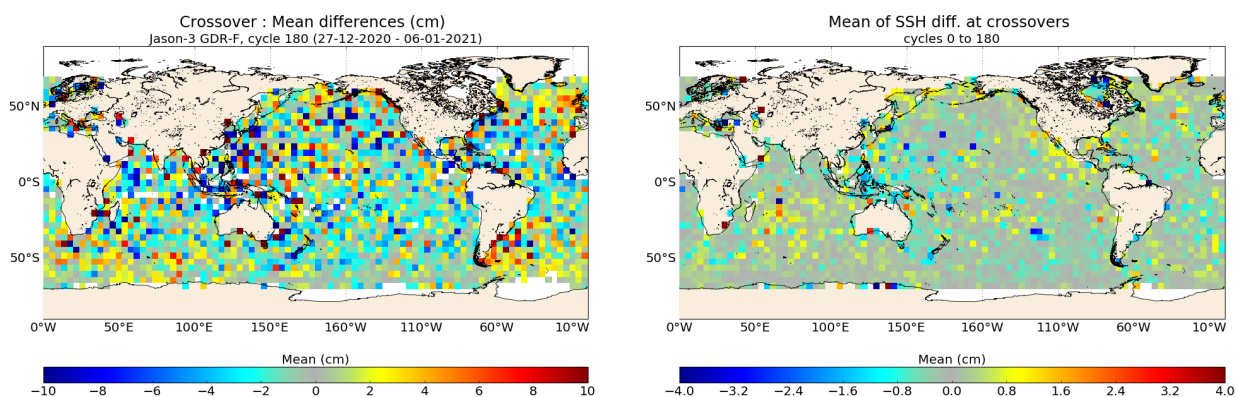 Crossover : Mean differences (cm)
Jason-3 GDR-F, cycle 180 (27-12-2020 - 06-01-2021)
50°N
0°S
50°S
0°W 50°E 100°E 150°E 160°W 110°W 60°W 10°W
Mean (cm)
−10 −8 −6 −4 −2 0 2 4 6 8 10
Mean of SSH diff. at crossovers
cycles 0 to 180
50°N
0°S
50°S
0°W 50°E 100°E 150°E 160°W 110°W 60°W 10°W
Mean (cm)
−4.0 −3.2 −2.4 −1.6 −0.8 0.0 0.8 1.6 2.4 3.2 4.0